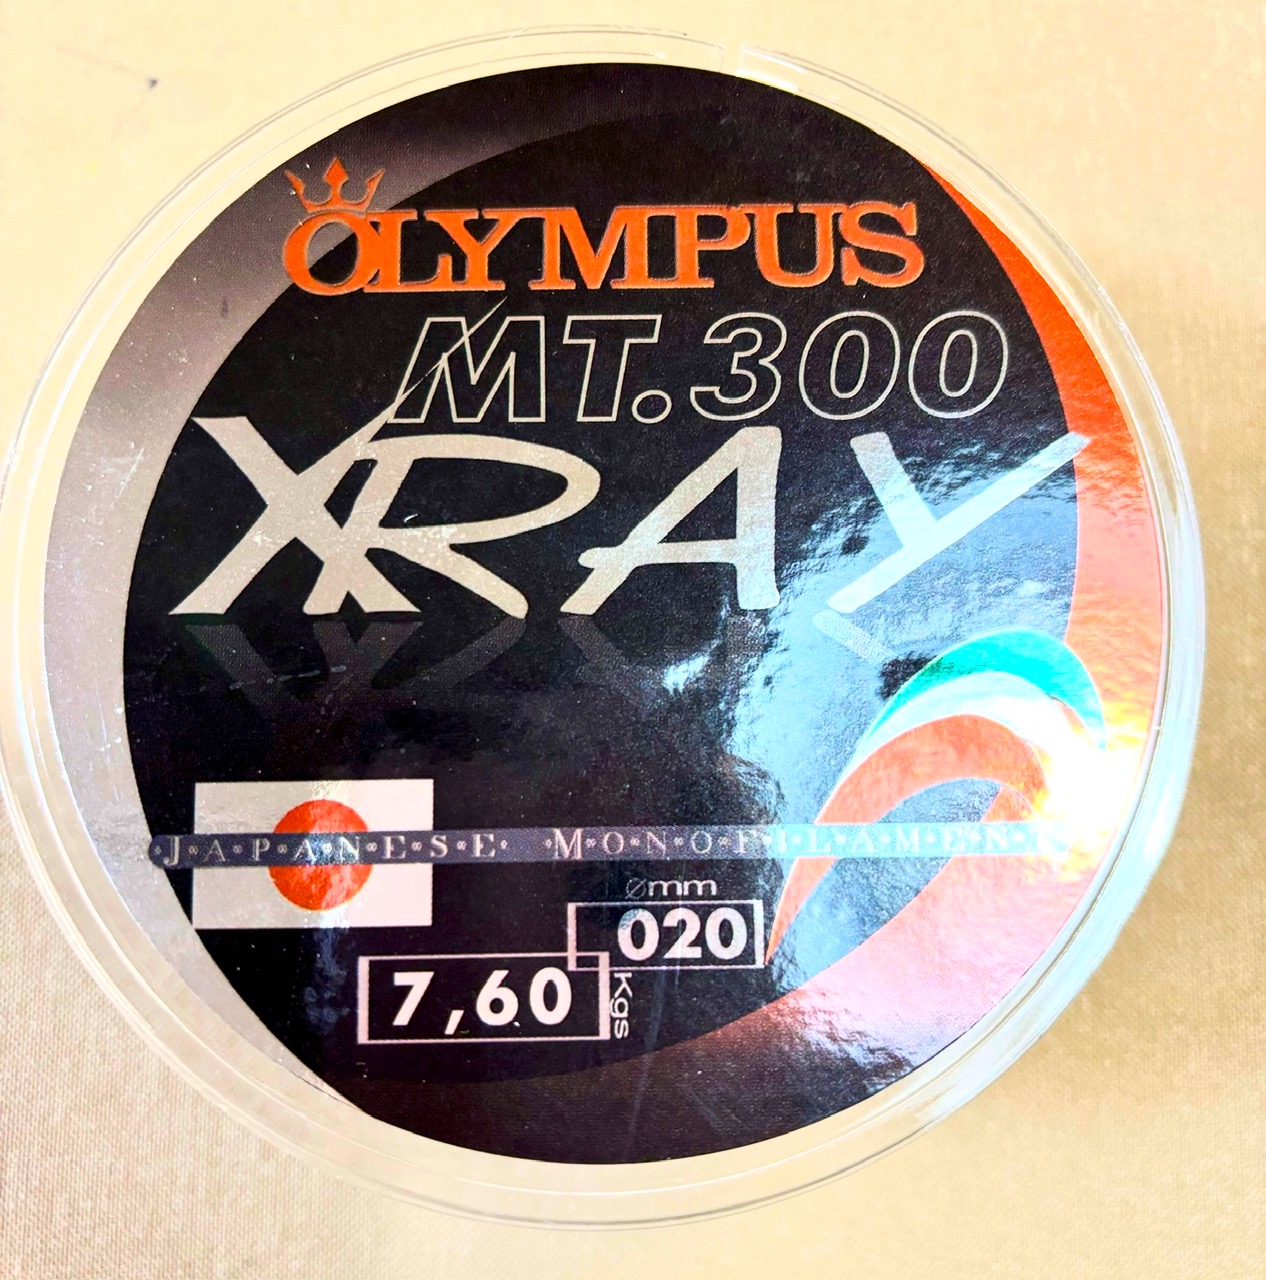 OLYMPUS
MT.300
XRAY
JAPANESE MONOFILAMENT
Ømm
020
7,60
Kgs